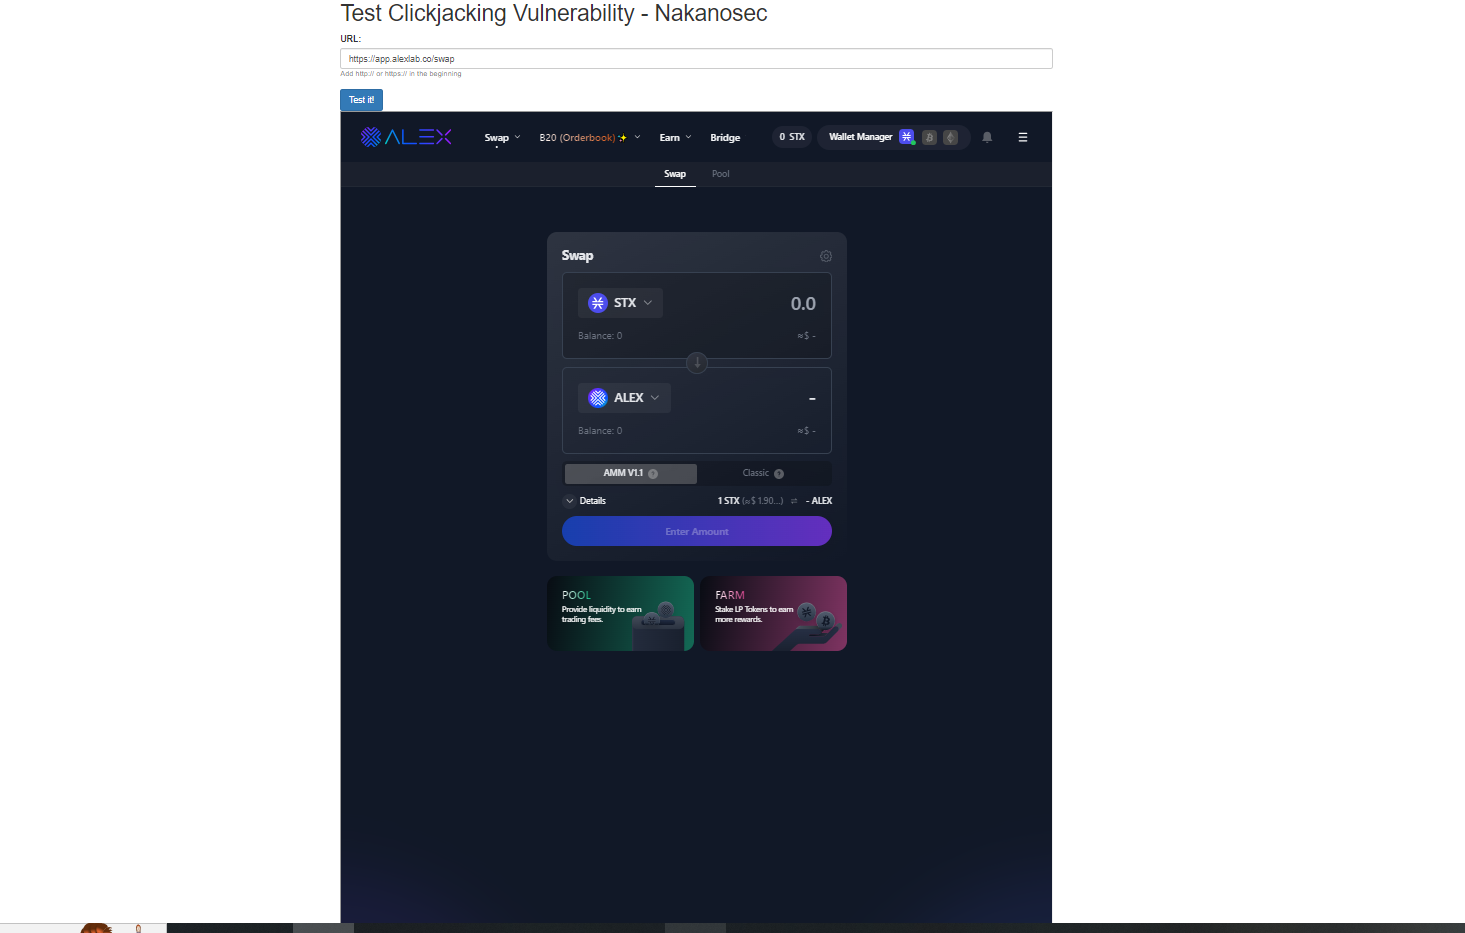 Test Clickjacking Vulnerability - Nakanosec
URL:
https://app.alexlab.co/swap
Add http:// or https:// in the beginning
Test it!
ALEX Swap B20 (Orderbook) Earn Bridge 0 STX Wallet Manager
Swap Pool
Swap
STX 0.0
Balance: 0 ≈$ -
ALEX -
Balance: 0 ≈$ -
AMM V1.1 ? Classic ?
Details 1 STX (≈$ 1.90...) ⇌ - ALEX
Enter Amount
POOL
Provide liquidity to earn
trading fees.
FARM
Stake LP Tokens to earn
more rewards.